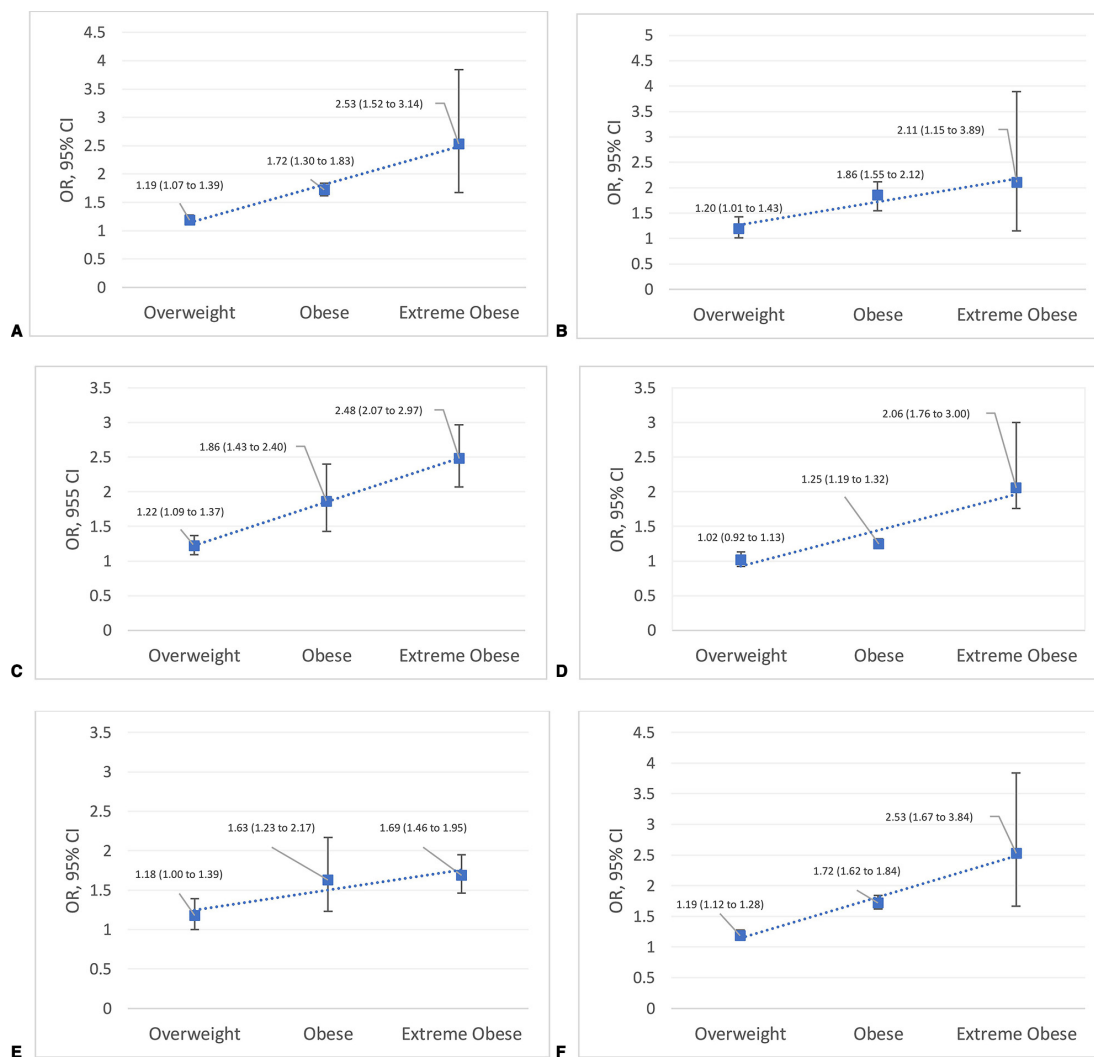 OR, 95% CI
4.5
4
3.5
3
2.5
2
1.5
1
0.5
0
2.53 (1.52 to 3.14)
1.72 (1.30 to 1.83)
1.19 (1.07 to 1.39)
Overweight Obese Extreme Obese
A
OR, 95% CI
5
4.5
4
3.5
3
2.5
2
1.5
1
0.5
0
2.11 (1.15 to 3.89)
1.86 (1.55 to 2.12)
1.20 (1.01 to 1.43)
Overweight Obese Extreme Obese
B
OR, 955 CI
3.5
3
2.5
2
1.5
1
0.5
0
2.48 (2.07 to 2.97)
1.86 (1.43 to 2.40)
1.22 (1.09 to 1.37)
Overweight Obese Extreme Obese
C
OR, 95% CI
3.5
3
2.5
2
1.5
1
0.5
0
2.06 (1.76 to 3.00)
1.25 (1.19 to 1.32)
1.02 (0.92 to 1.13)
Overweight Obese Extreme Obese
D
OR, 95% CI
3.5
3
2.5
2
1.5
1
0.5
0
1.63 (1.23 to 2.17) 1.69 (1.46 to 1.95)
1.18 (1.00 to 1.39)
Overweight Obese Extreme Obese
E
OR, 95% CI
4.5
4
3.5
3
2.5
2
1.5
1
0.5
0
2.53 (1.67 to 3.84)
1.72 (1.62 to 1.84)
1.19 (1.12 to 1.28)
Overweight Obese Extreme Obese
F